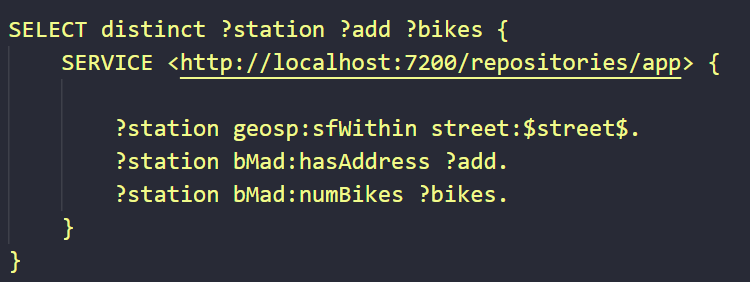 SELECT distinct ?station ?add ?bikes {
    SERVICE <http://localhost:7200/repositories/app> {

        ?station geosp:sfWithin street:$street$.
        ?station bMad:hasAddress ?add.
        ?station bMad:numBikes ?bikes.
    }
}